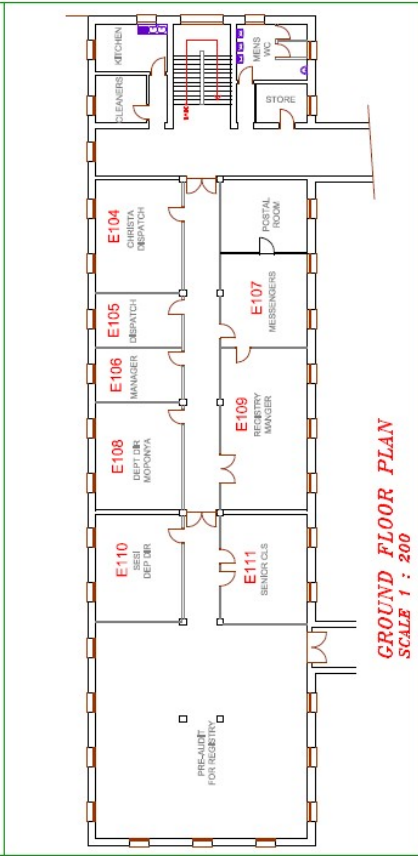 KITCHEN
MENS
WC
CLEANERS
STORE
E104
CHRISTA
DISPATCH
POSTAL
ROOM
E105
DISPATCH
E107
MESSENGERS
E106
MANAGER
E108
DEPT DIR
MOPONYA
E109
REGISTRY
MANGER
E110
SESI
DEP DIR
E111
SENIOR CLS
PRE-AUDIT
FOR REGISTRY
GROUND FLOOR PLAN
SCALE 1 : 200